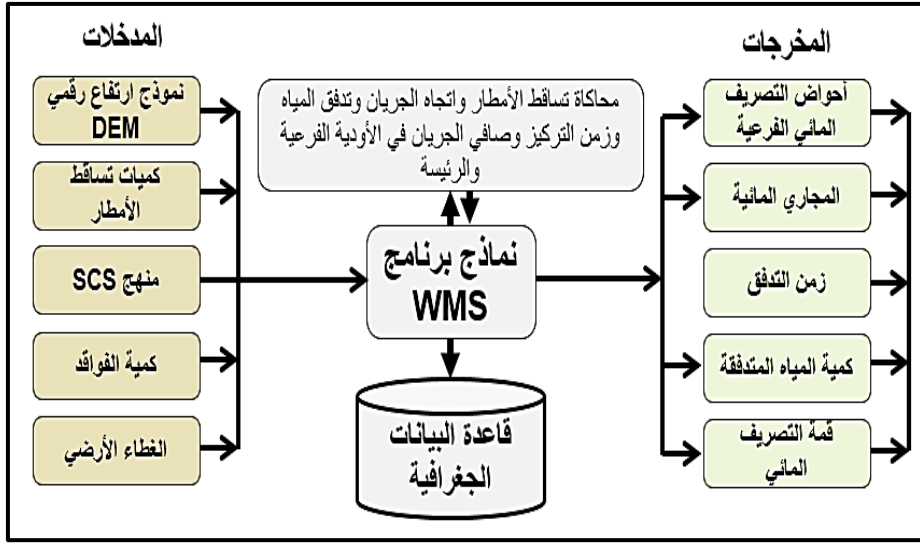 المدخلات
نموذج ارتفاع رقمي
DEM
كميات تساقط
الأمطار
منهج SCS
كمية الفواقد
الغطاء الأرضي
محاكاة تساقط الأمطار واتجاه الجريان وتدفق المياه
وزمن التركيز وصافي الجريان في الأودية الفرعية
والرئيسة
نماذج برنامج
WMS
قاعدة البيانات
الجغرافية
المخرجات
أحواض التصريف
المائي الفرعية
المجاري المائية
زمن التدفق
كمية المياه المتدفقة
قمة التصريف
المائي